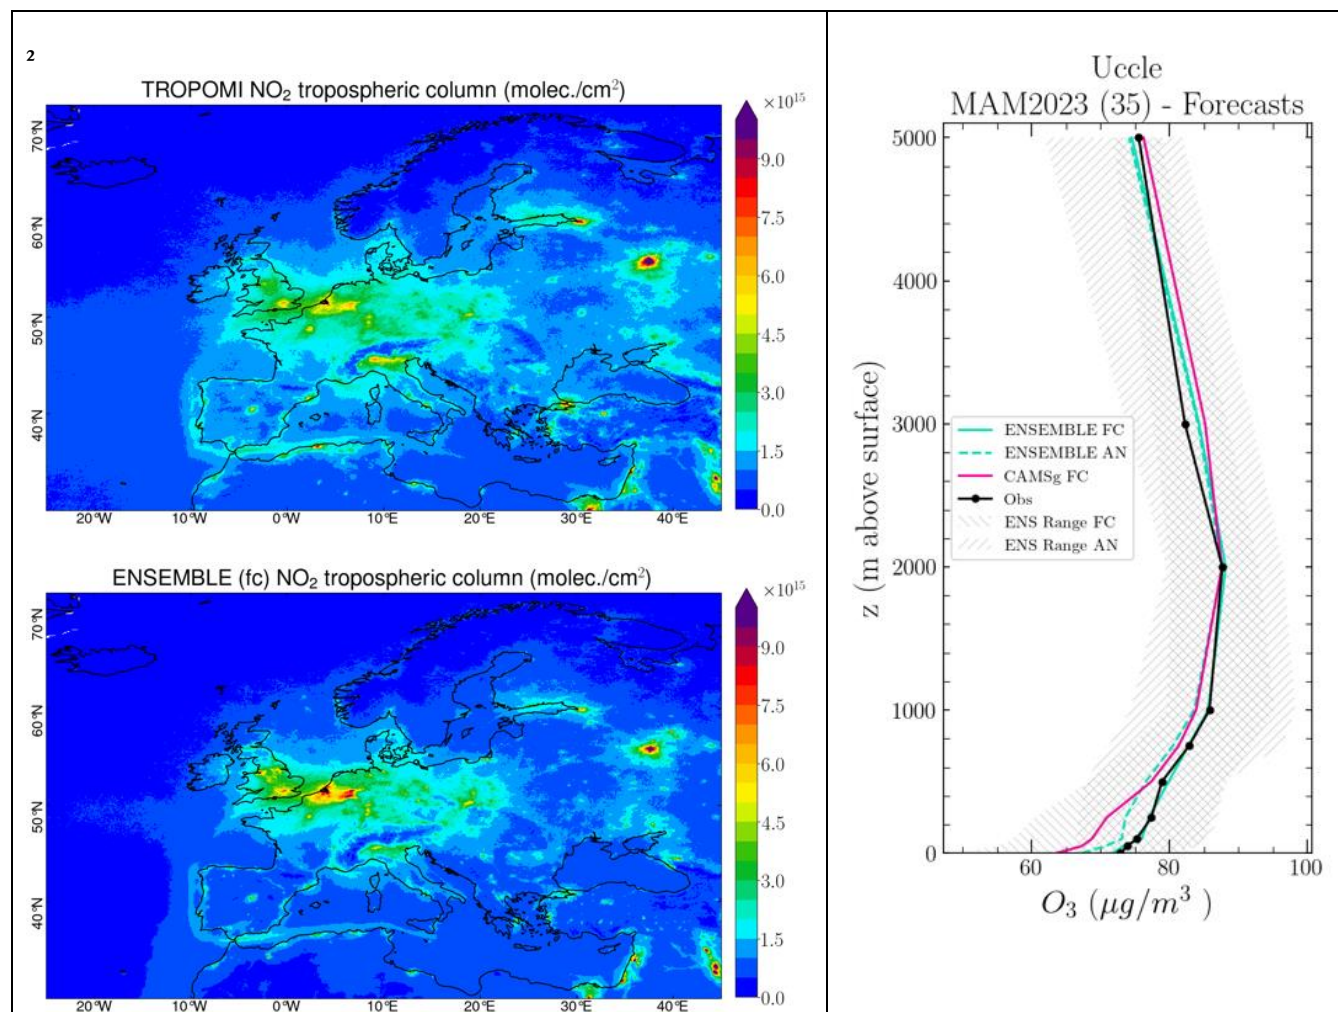 2
TROPOMI NO₂ tropospheric column (molec./cm²)
×10¹⁵
70°N
60°N
50°N
40°N
9.0
7.5
6.0
4.5
3.0
1.5
0.0
20°W
10°W
0°W
10°E
20°E
30°E
40°E
ENSEMBLE (fc) NO₂ tropospheric column (molec./cm²)
×10¹⁵
70°N
60°N
50°N
40°N
9.0
7.5
6.0
4.5
3.0
1.5
0.0
20°W
10°W
0°W
10°E
20°E
30°E
40°E
Uccle
MAM2023 (35) - Forecasts
z (m above surface)
5000
4000
3000
2000
1000
0
ENSEMBLE FC
ENSEMBLE AN
CAMSg FC
Obs
ENS Range FC
ENS Range AN
60
80
100
O₃ (μg/m³ )